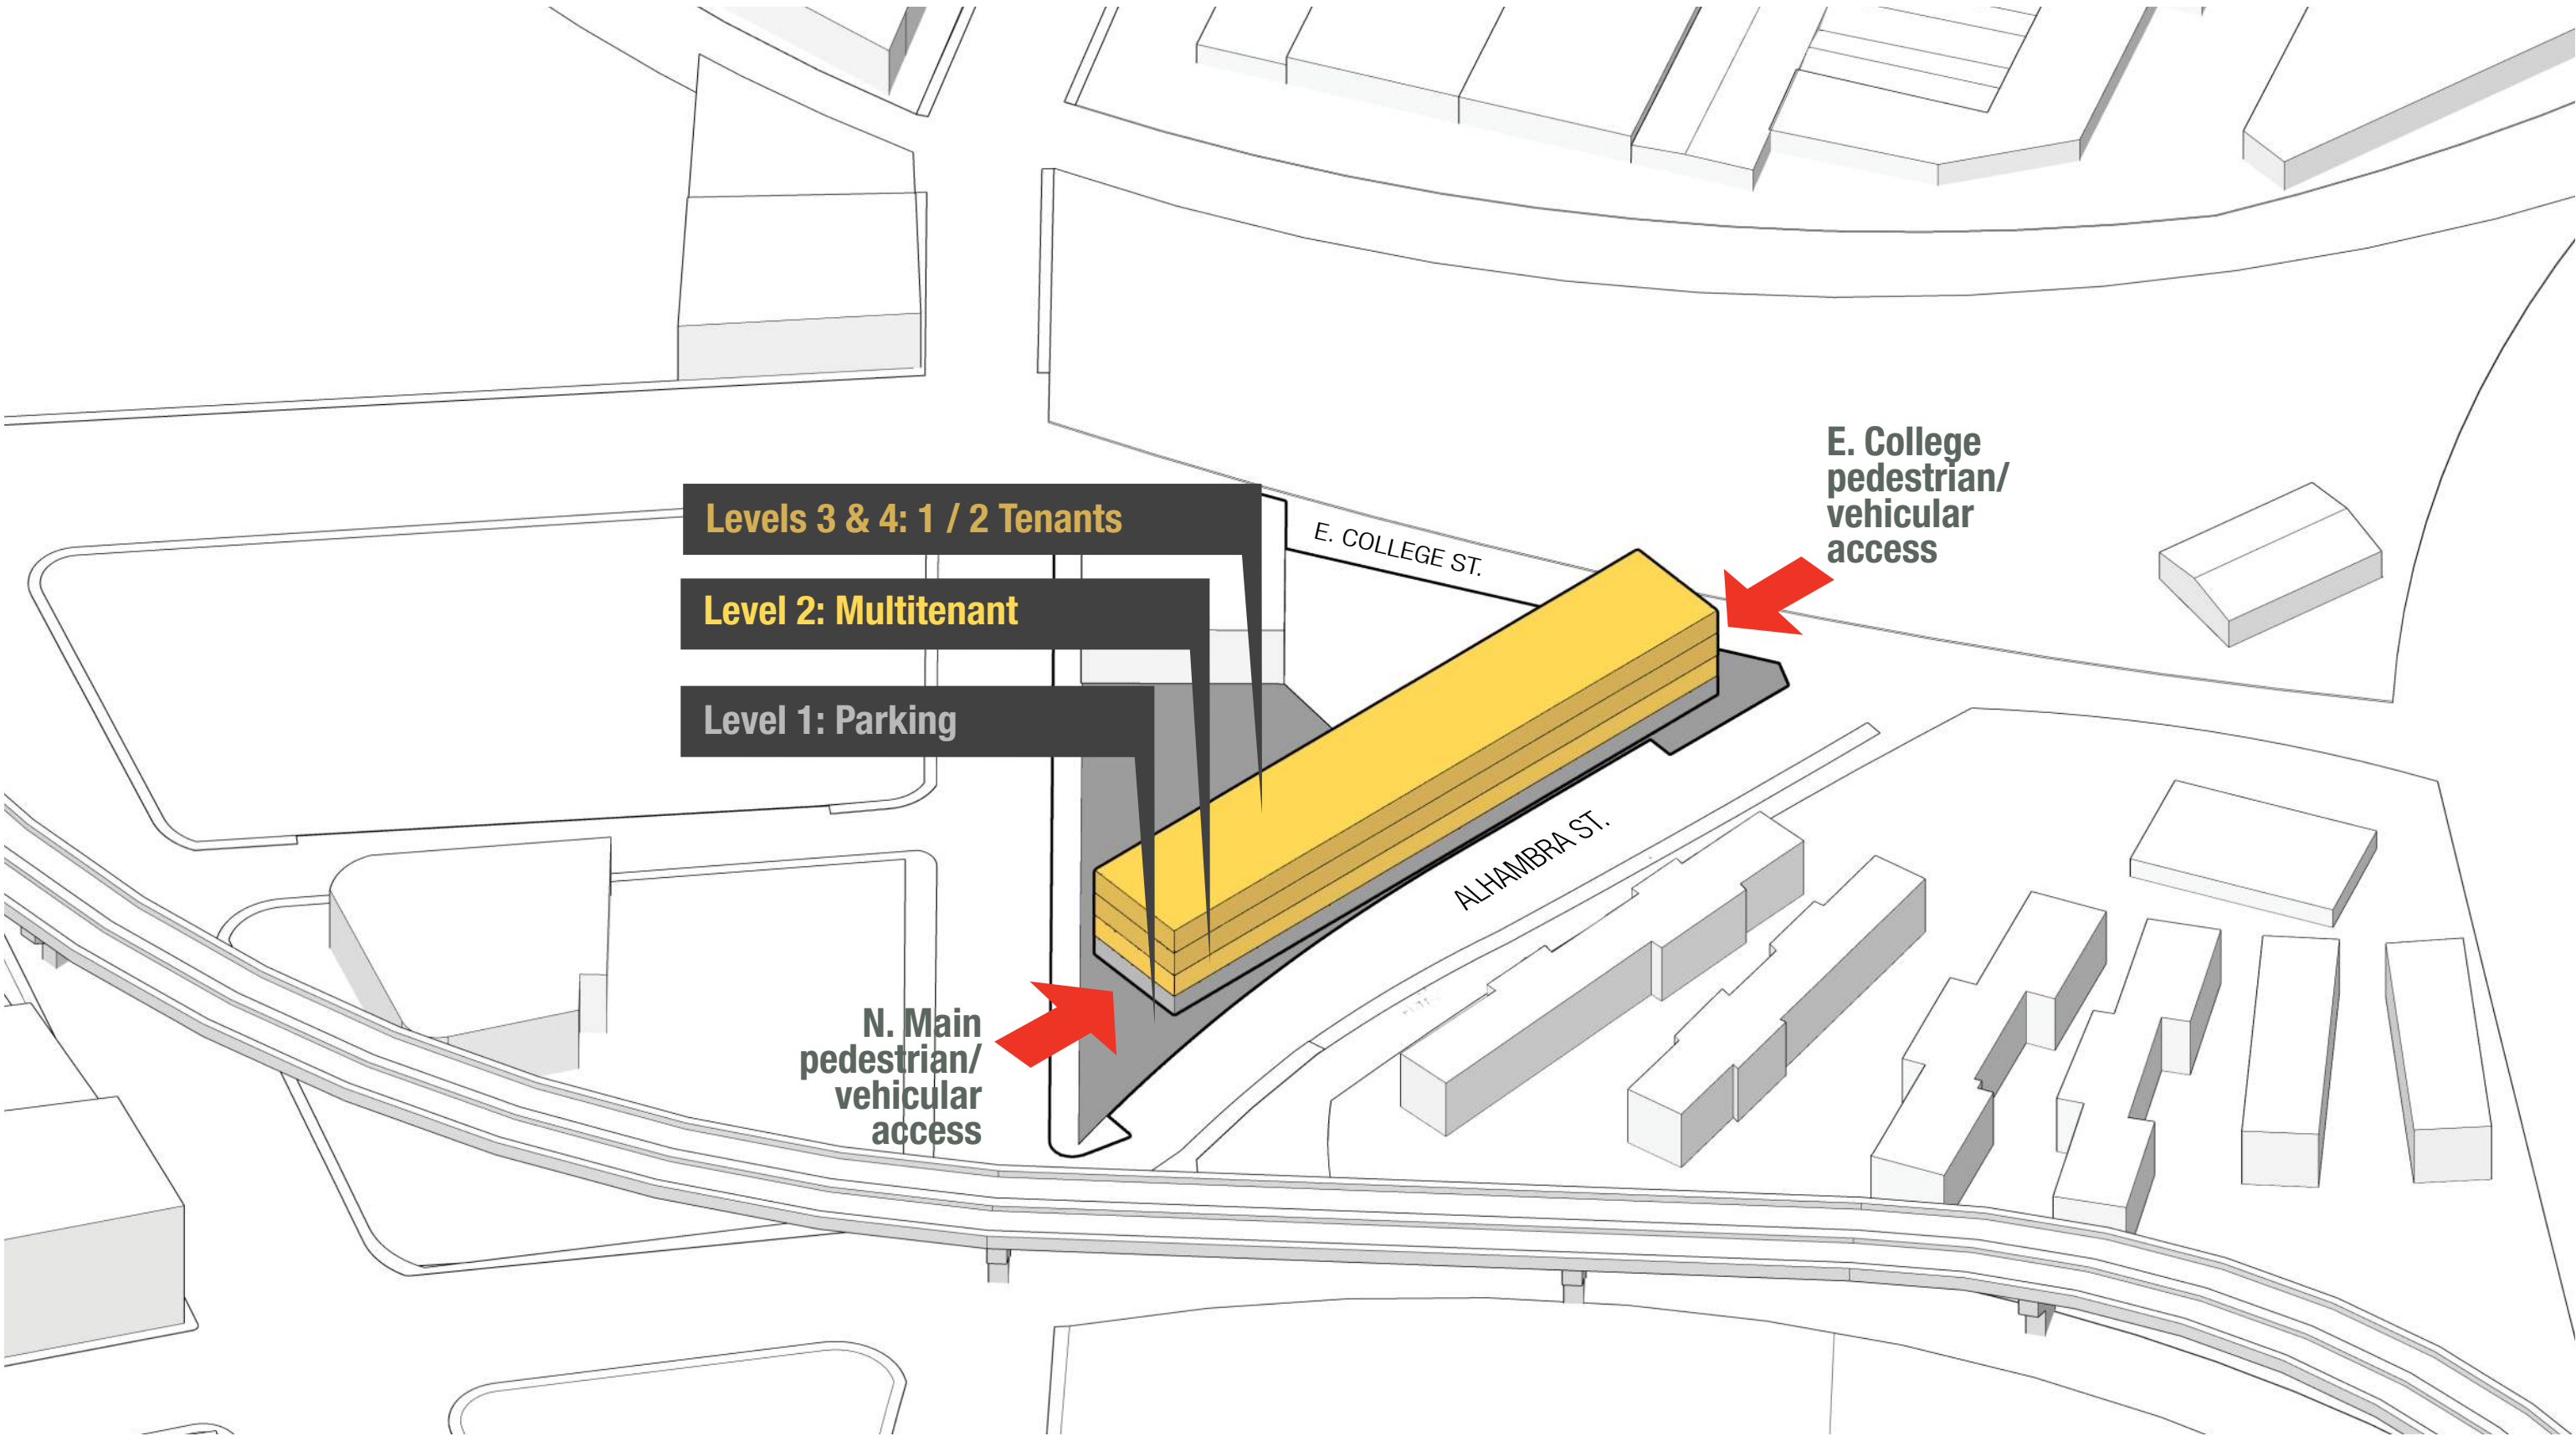 E. College
pedestrian/
vehicular
access
Levels 3 & 4: 1 / 2 Tenants
E. COLLEGE ST.
Level 2: Multitenant
Level 1: Parking
ALHAMBRA ST.
N. Main
pedestrian/
vehicular
access